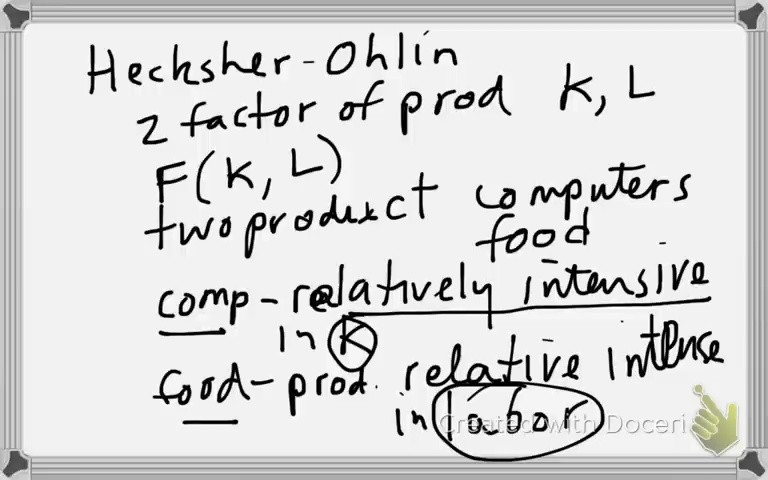 Hecksher-Ohlin
2 factor of prod K, L
F(K, L)
two product computers
food
comp - relatively intensive
in K
food - prod. relative intense
in labor
Created with Doceri